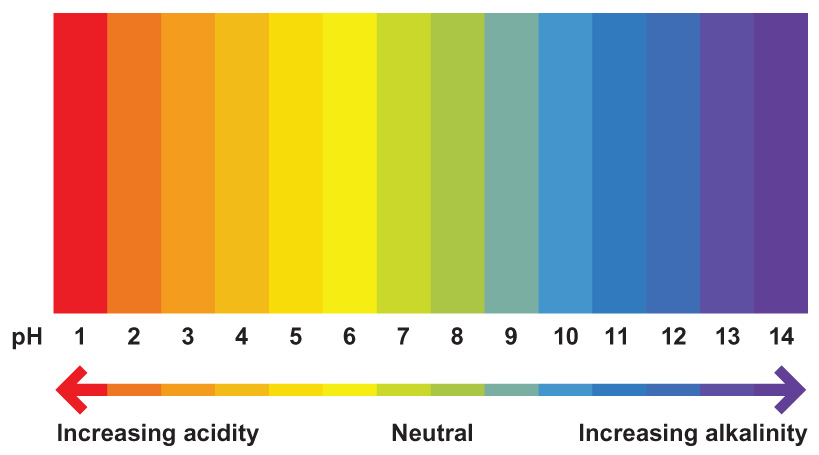 pH 1 2 3 4 5 6 7 8 9 10 11 12 13 14
Increasing acidity Neutral Increasing alkalinity